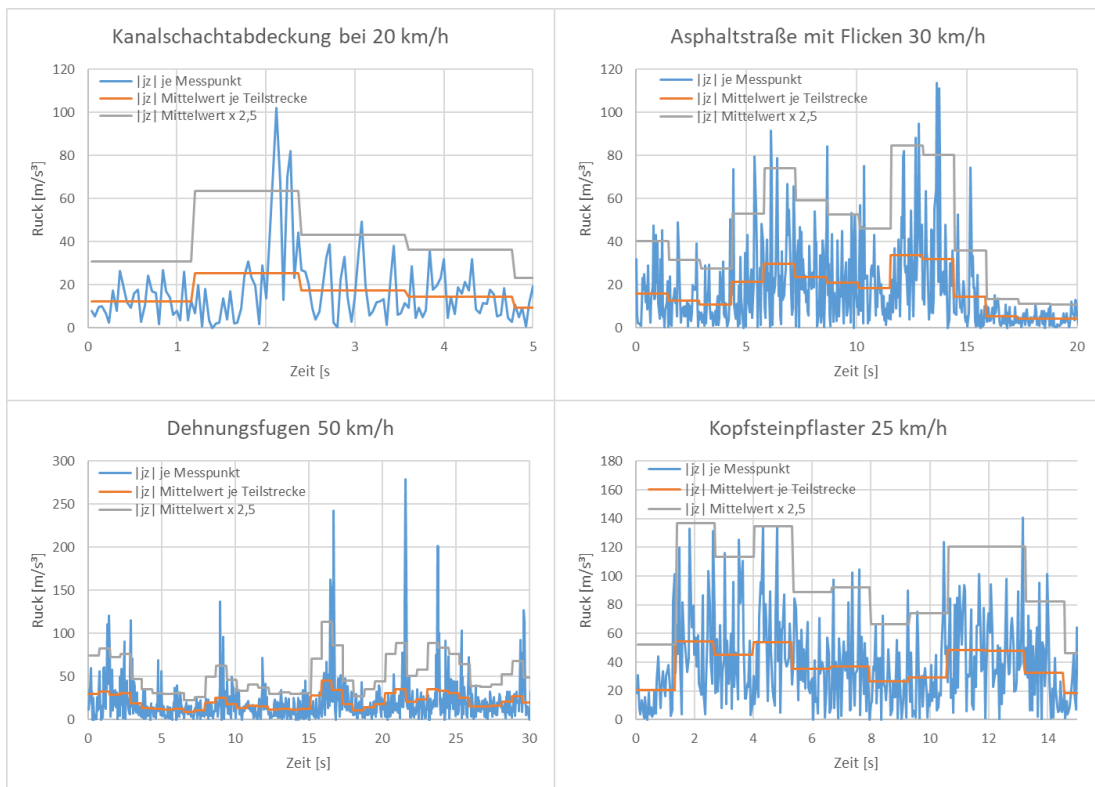 Kanalschachtabdeckung bei 20 km/h
120
100
80
60
40
20
0
Ruck [m/s³]
|jz| je Messpunkt
|jz| Mittelwert je Teilstrecke
|jz| Mittelwert x 2,5
0 1 2 3 4 5
Zeit [s
Asphaltstraße mit Flicken 30 km/h
120
100
80
60
40
20
0
Ruck [m/s³]
|jz| je Messpunkt
|jz| Mittelwert je Teilstrecke
|jz| Mittelwert x 2,5
0 5 10 15 20
Zeit [s]
Dehnungsfugen 50 km/h
300
250
200
150
100
50
0
Ruck [m/s³]
|jz| je Messpunkt
|jz| Mittelwert je Teilstrecke
|jz| Mittelwert x 2,5
0 5 10 15 20 25 30
Zeit [s]
Kopfsteinpflaster 25 km/h
180
160
140
120
100
80
60
40
20
0
Ruck [m/s³]
|jz| je Messpunkt
|jz| Mittelwert je Teilstrecke
|jz| Mittelwert x 2,5
0 2 4 6 8 10 12 14
Zeit [s]